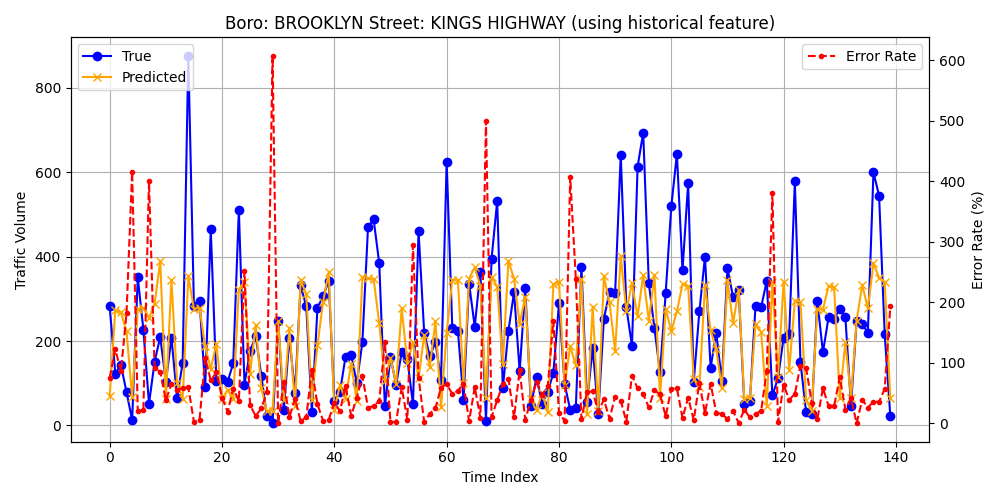 Boro: BROOKLYN Street: KINGS HIGHWAY (using historical feature)
True
Predicted
Error Rate
Traffic Volume
800
600
400
200
0
Error Rate (%)
600
500
400
300
200
100
0
0 20 40 60 80 100 120 140
Time Index